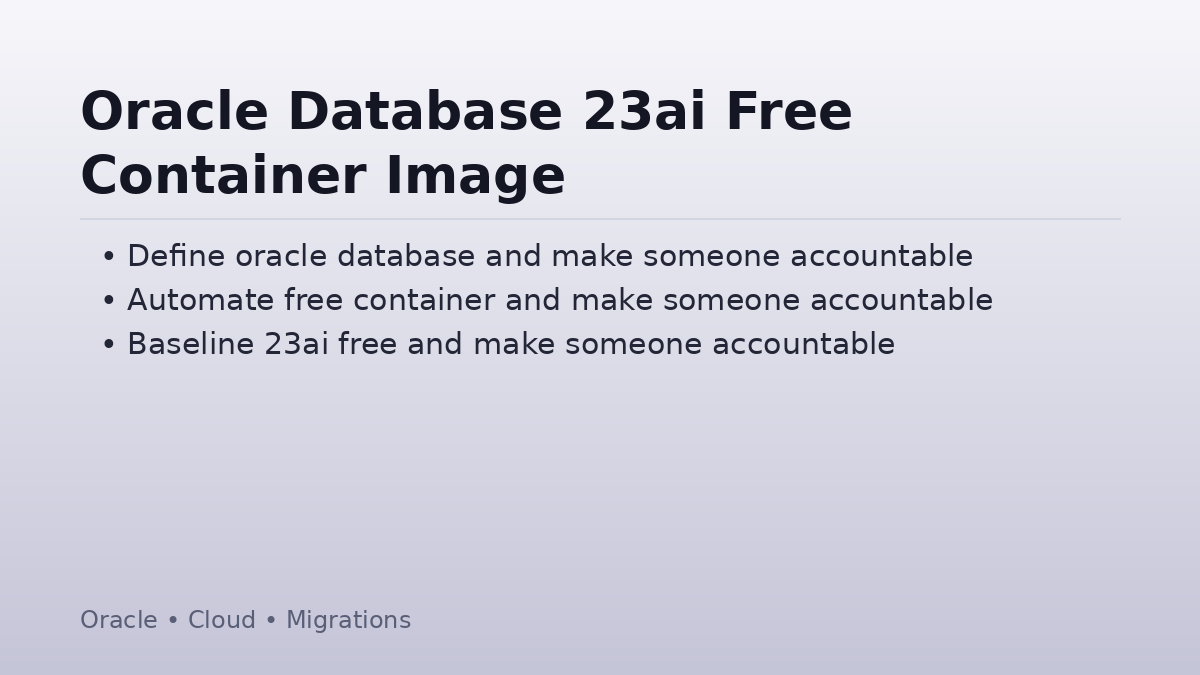 Oracle Database 23ai Free
Container Image
• Define oracle database and make someone accountable
• Automate free container and make someone accountable
• Baseline 23ai free and make someone accountable
Oracle • Cloud • Migrations